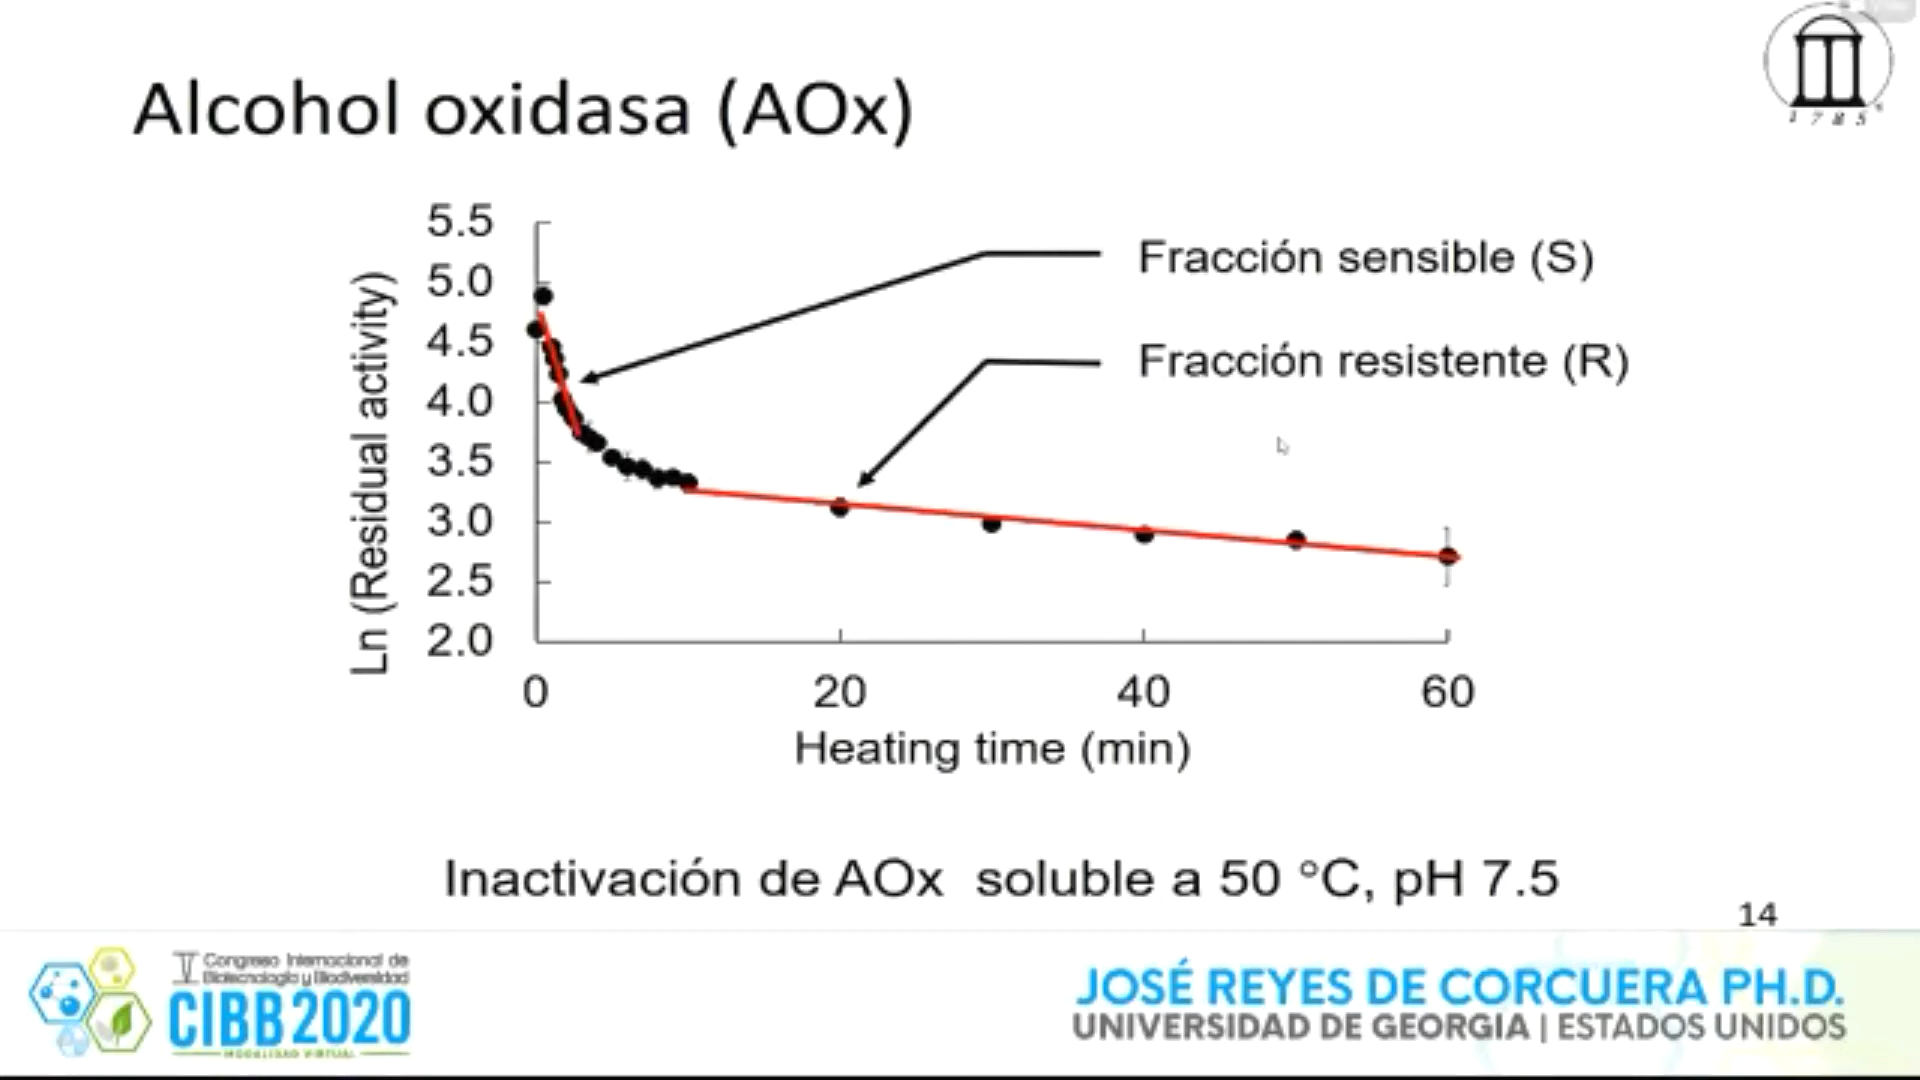 1785
Alcohol oxidasa (AOx)
5.5
5.0
4.5
4.0
3.5
3.0
2.5
2.0
Ln (Residual activity)
Fracción sensible (S)
Fracción resistente (R)
0 20 40 60
Heating time (min)
Inactivación de AOx soluble a 50 °C, pH 7.5
14
V Congreso Internacional de
Biotecnología y Biodiversidad
CIBB2020
MODALIDAD VIRTUAL
JOSÉ REYES DE CORCUERA PH.D.
UNIVERSIDAD DE GEORGIA | ESTADOS UNIDOS